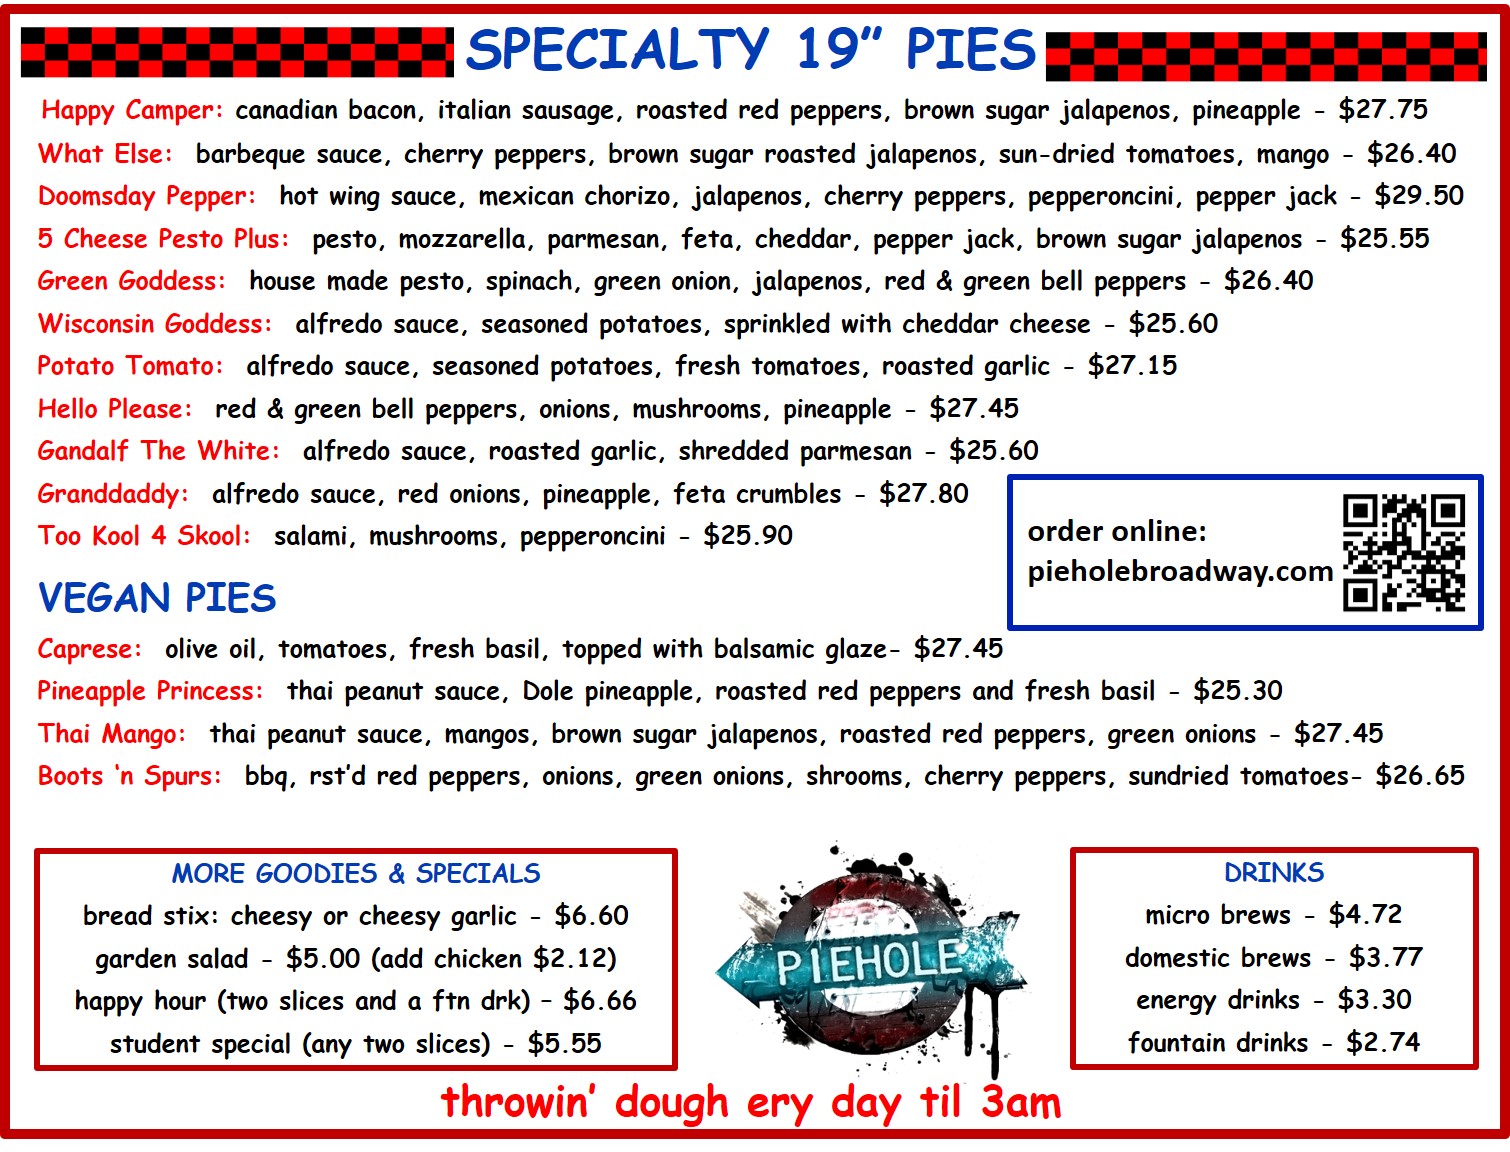 SPECIALTY 19” PIES
Happy Camper: canadian bacon, italian sausage, roasted red peppers, brown sugar jalapenos, pineapple - $27.75
What Else: barbeque sauce, cherry peppers, brown sugar roasted jalapenos, sun-dried tomatoes, mango - $26.40
Doomsday Pepper: hot wing sauce, mexican chorizo, jalapenos, cherry peppers, pepperoncini, pepper jack - $29.50
5 Cheese Pesto Plus: pesto, mozzarella, parmesan, feta, cheddar, pepper jack, brown sugar jalapenos - $25.55
Green Goddess: house made pesto, spinach, green onion, jalapenos, red & green bell peppers - $26.40
Wisconsin Goddess: alfredo sauce, seasoned potatoes, sprinkled with cheddar cheese - $25.60
Potato Tomato: alfredo sauce, seasoned potatoes, fresh tomatoes, roasted garlic - $27.15
Hello Please: red & green bell peppers, onions, mushrooms, pineapple - $27.45
Gandalf The White: alfredo sauce, roasted garlic, shredded parmesan - $25.60
Granddaddy: alfredo sauce, red onions, pineapple, feta crumbles - $27.80
Too Kool 4 Skool: salami, mushrooms, pepperoncini - $25.90
order online:
pieholebroadway.com
VEGAN PIES
Caprese: olive oil, tomatoes, fresh basil, topped with balsamic glaze- $27.45
Pineapple Princess: thai peanut sauce, Dole pineapple, roasted red peppers and fresh basil - $25.30
Thai Mango: thai peanut sauce, mangos, brown sugar jalapenos, roasted red peppers, green onions - $27.45
Boots ‘n Spurs: bbq, rst’d red peppers, onions, green onions, shrooms, cherry peppers, sundried tomatoes- $26.65
MORE GOODIES & SPECIALS
bread stix: cheesy or cheesy garlic - $6.60
garden salad - $5.00 (add chicken $2.12)
happy hour (two slices and a ftn drk) - $6.66
student special (any two slices) - $5.55
PIEHOLE
DRINKS
micro brews - $4.72
domestic brews - $3.77
energy drinks - $3.30
fountain drinks - $2.74
throwin’ dough ery day til 3am